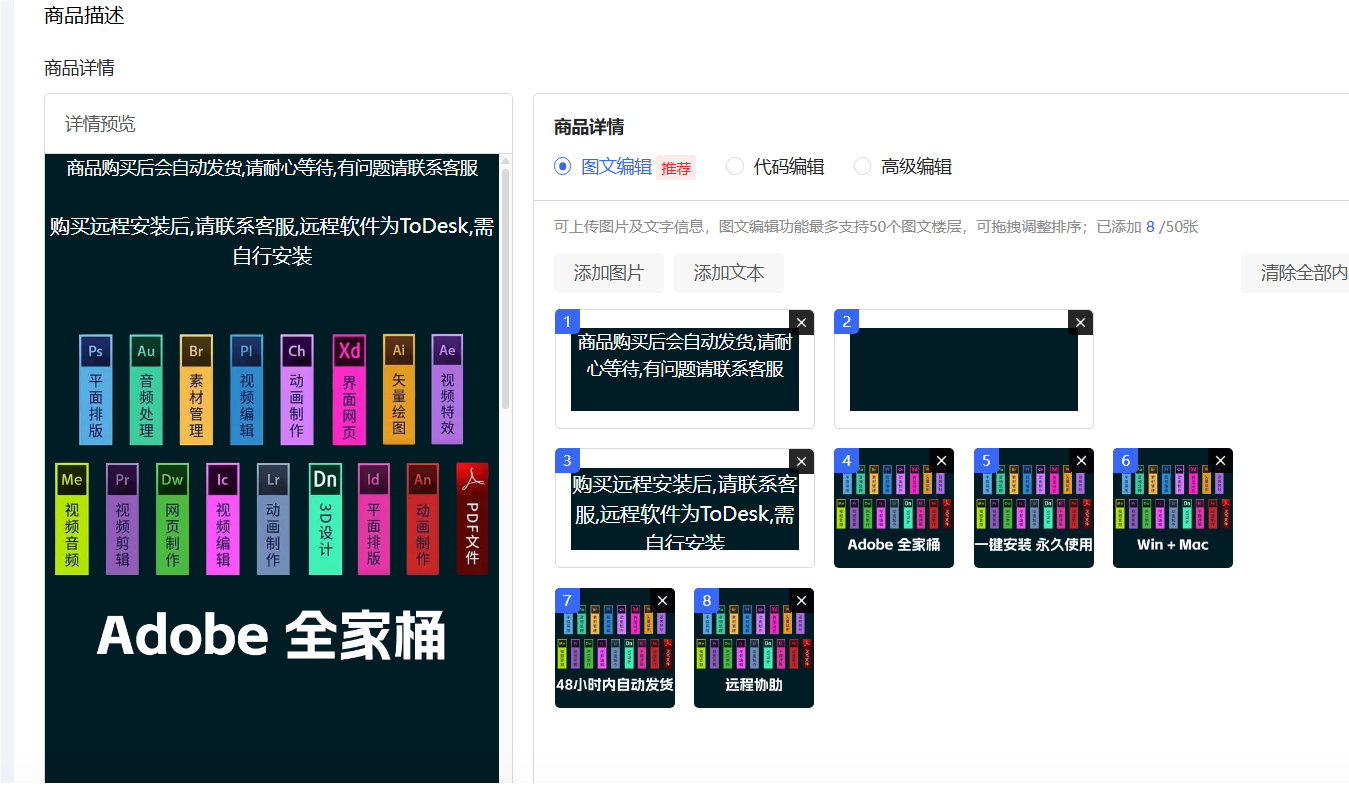 商品描述
商品详情
详情预览
商品购买后会自动发货,请耐心等待,有问题请联系客服
购买远程安装后,请联系客服,远程软件为ToDesk,需
自行安装
Ps Au Br Pl Ch Xd Ai Ae
平面排版 音频处理 素材管理 视频编辑 动画制作 界面网页 矢量绘图 视频特效
Me Pr Dw Ic Lr Dn Id An
视频音频 视频剪辑 网页制作 视频编辑 动画制作 3D设计 平面排版 动画制作 PDF文件
Adobe 全家桶
商品详情
图文编辑 推荐 代码编辑 高级编辑
可上传图片及文字信息，图文编辑功能最多支持50个图文楼层，可拖拽调整排序；已添加 8 /50张
添加图片 添加文本 清除全部内
1
商品购买后会自动发货,请耐
心等待,有问题请联系客服
2
3
购买远程安装后,请联系客
服,远程软件为ToDesk,需
自行安装
4
Adobe 全家桶
5
一键安装 永久使用
6
Win + Mac
7
48小时内自动发货
8
远程协助